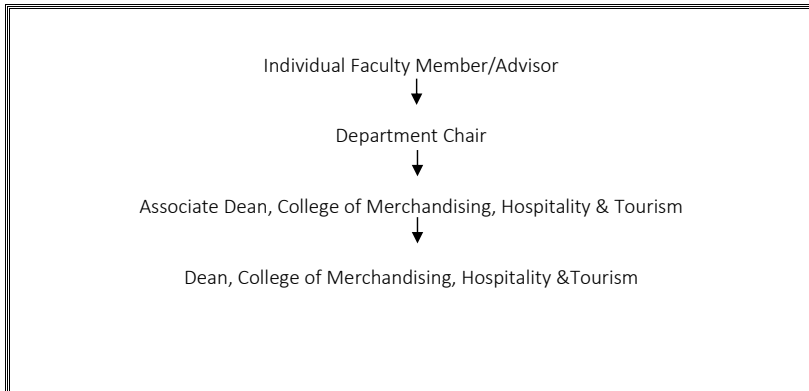 Individual Faculty Member/Advisor
Department Chair
Associate Dean, College of Merchandising, Hospitality & Tourism
Dean, College of Merchandising, Hospitality &Tourism